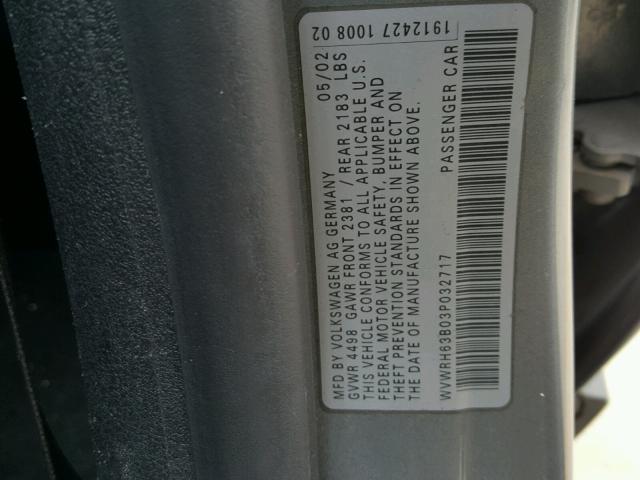 1912427 1008 02
MFD BY VOLKSWAGEN AG GERMANY 05/02
GVWR 4498 GAWR FRONT 2381 / REAR 2183 LBS
THIS VEHICLE CONFORMS TO ALL APPLICABLE U.S.
FEDERAL MOTOR VEHICLE SAFETY, BUMPER AND
THEFT PREVENTION STANDARDS IN EFFECT ON
THE DATE OF MANUFACTURE SHOWN ABOVE.
WVWRH63B03P032717 PASSENGER CAR